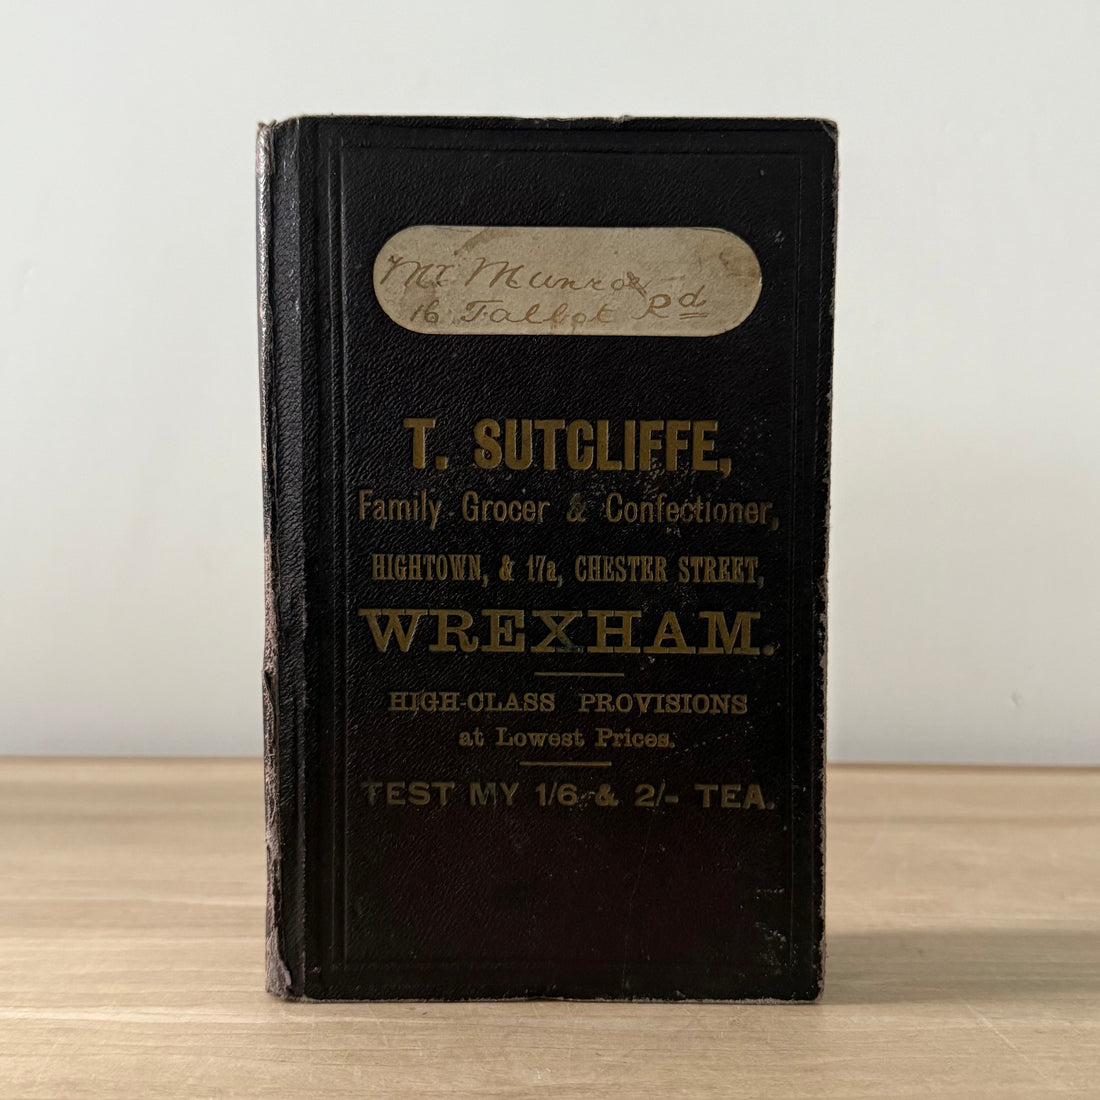 Mr Munroe
16 Talbot Rd
T. SUTCLIFFE,
Family Grocer & Confectioner,
HIGHTOWN, & 17a, CHESTER STREET,
WREXHAM.
HIGH-CLASS PROVISIONS
at Lowest Prices.
TEST MY 1/6 & 2/- TEA.